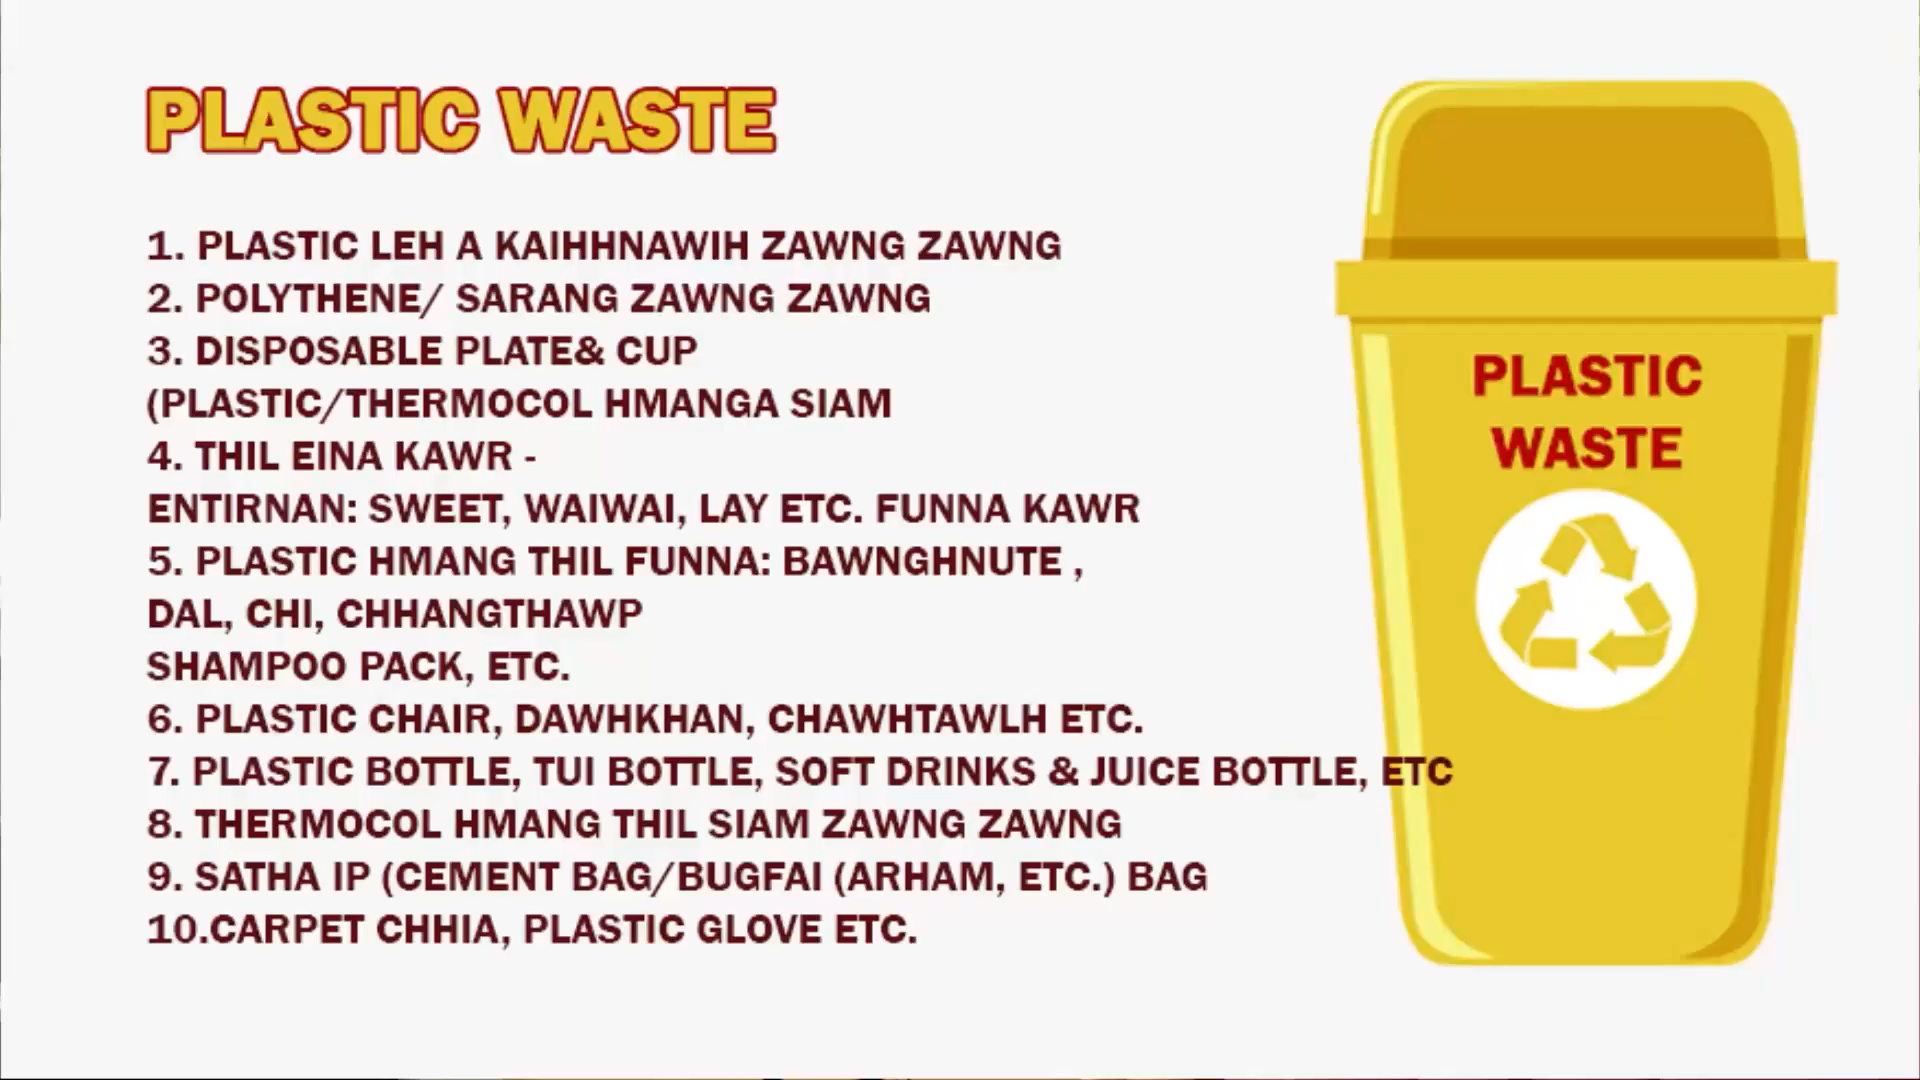 PLASTIC WASTE
1. PLASTIC LEH A KAIHHNAWIH ZAWNG ZAWNG
2. POLYTHENE/ SARANG ZAWNG ZAWNG
3. DISPOSABLE PLATE& CUP
(PLASTIC/THERMOCOL HMANGA SIAM
4. THIL EINA KAWR -
ENTIRNAN: SWEET, WAIWAI, LAY ETC. FUNNA KAWR
5. PLASTIC HMANG THIL FUNNA: BAWNGHNUTE ,
DAL, CHI, CHHANGTHAWP
SHAMPOO PACK, ETC.
6. PLASTIC CHAIR, DAWHKHAN, CHAWHTAWLH ETC.
7. PLASTIC BOTTLE, TUI BOTTLE, SOFT DRINKS & JUICE BOTTLE, ETC
8. THERMOCOL HMANG THIL SIAM ZAWNG ZAWNG
9. SATHA IP (CEMENT BAG/BUGFAI (ARHAM, ETC.) BAG
10.CARPET CHHIA, PLASTIC GLOVE ETC.
PLASTIC
WASTE